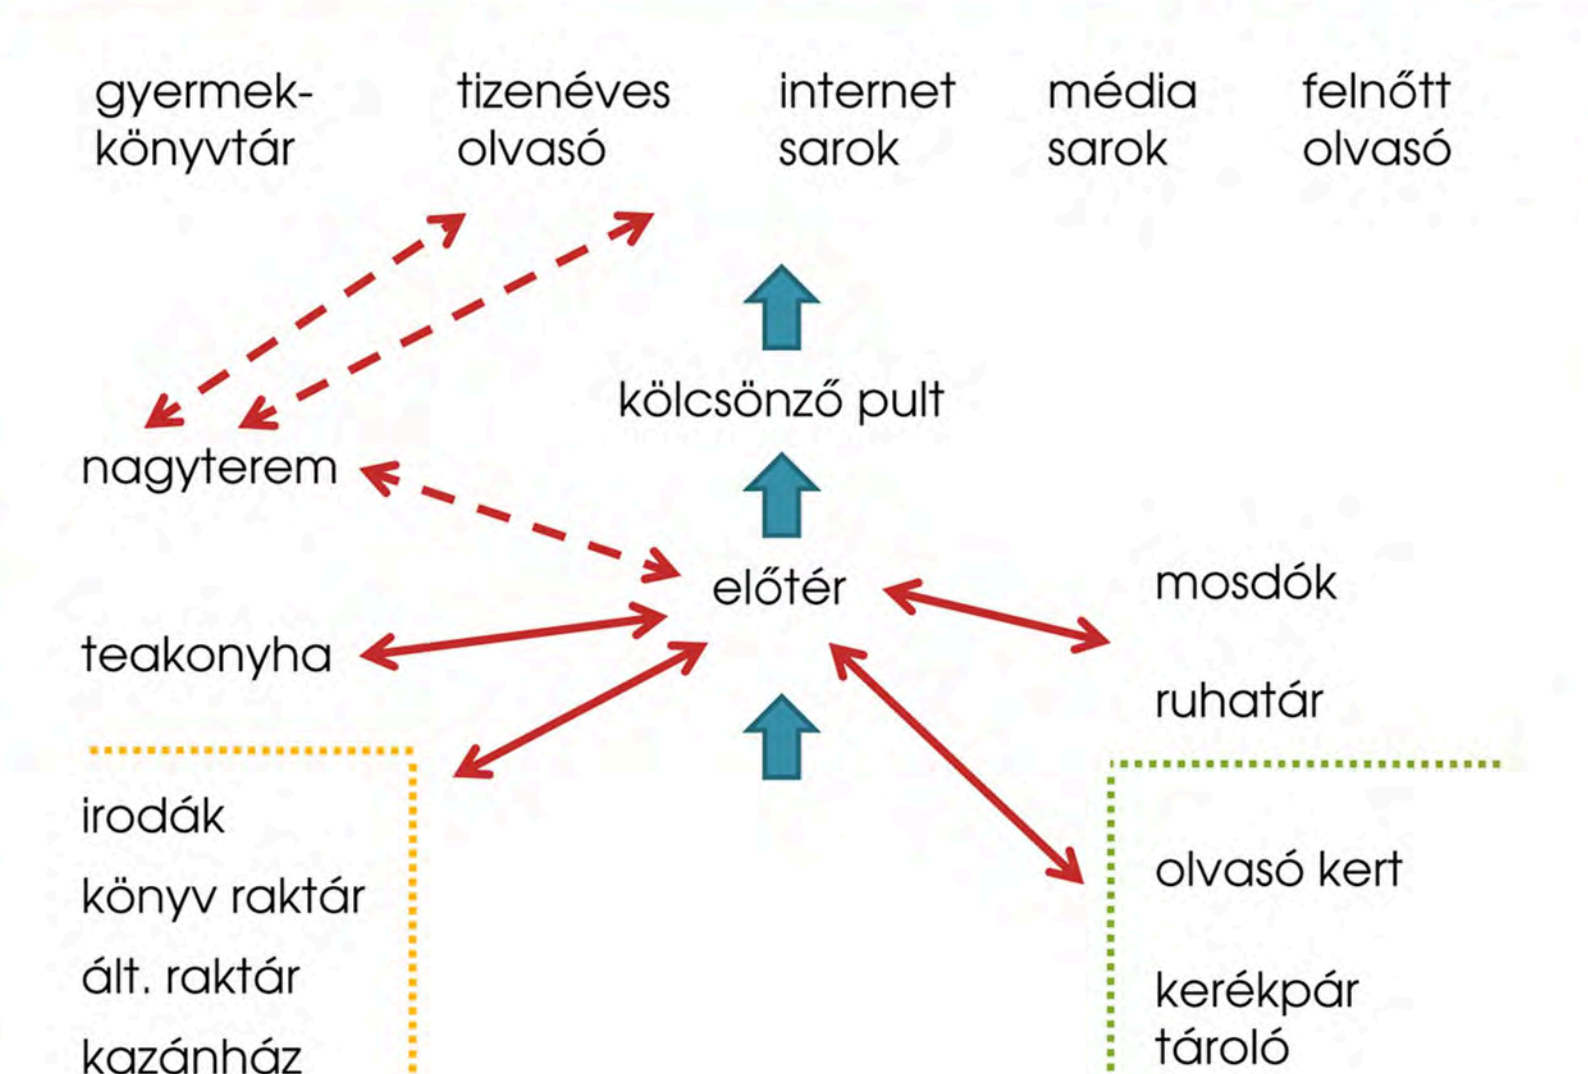 gyermek-
könyvtár
tizenéves
olvasó
internet
sarok
média
sarok
felnőtt
olvasó
kölcsönző pult
nagyterem
előtér
mosdók
teakonyha
ruhatár
irodák
könyv raktár
ált. raktár
kazánház
olvasó kert
kerékpár
tároló